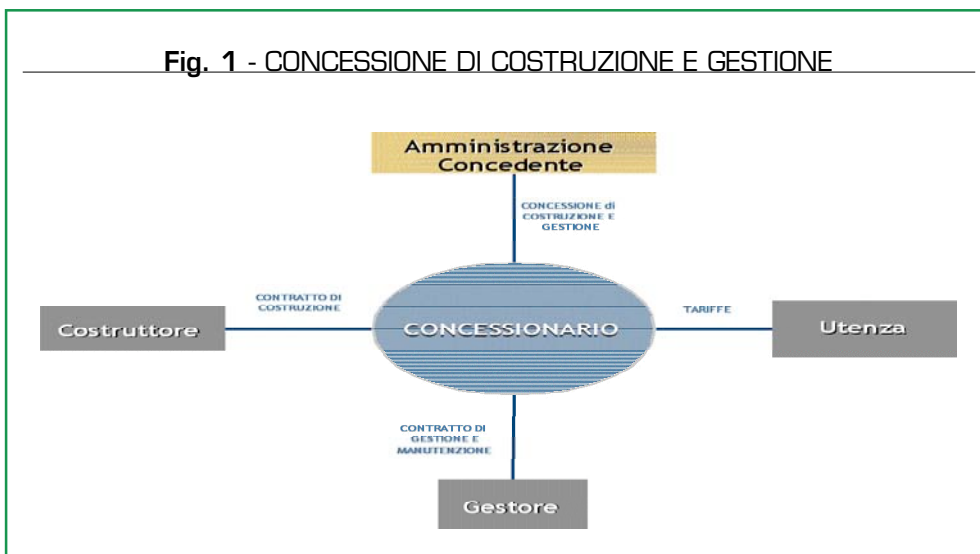 Fig. 1 - CONCESSIONE DI COSTRUZIONE E GESTIONE
Amministrazione
Concedente
CONCESSIONE di
COSTRUZIONE E
GESTIONE
CONTRATTO DI
COSTRUZIONE
Costruttore
CONCESSIONARIO
TARIFFE
Utenza
CONTRATTO DI
GESTIONE E
MANUTENZIONE
Gestore